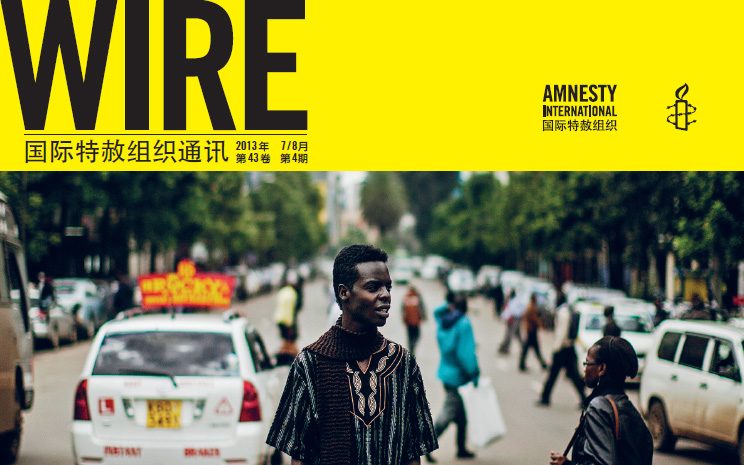 WIRE
国际特赦组织通讯
2013年 7/8月
第43卷 第4期
AMNESTY
INTERNATIONAL
国际特赦组织
L
L